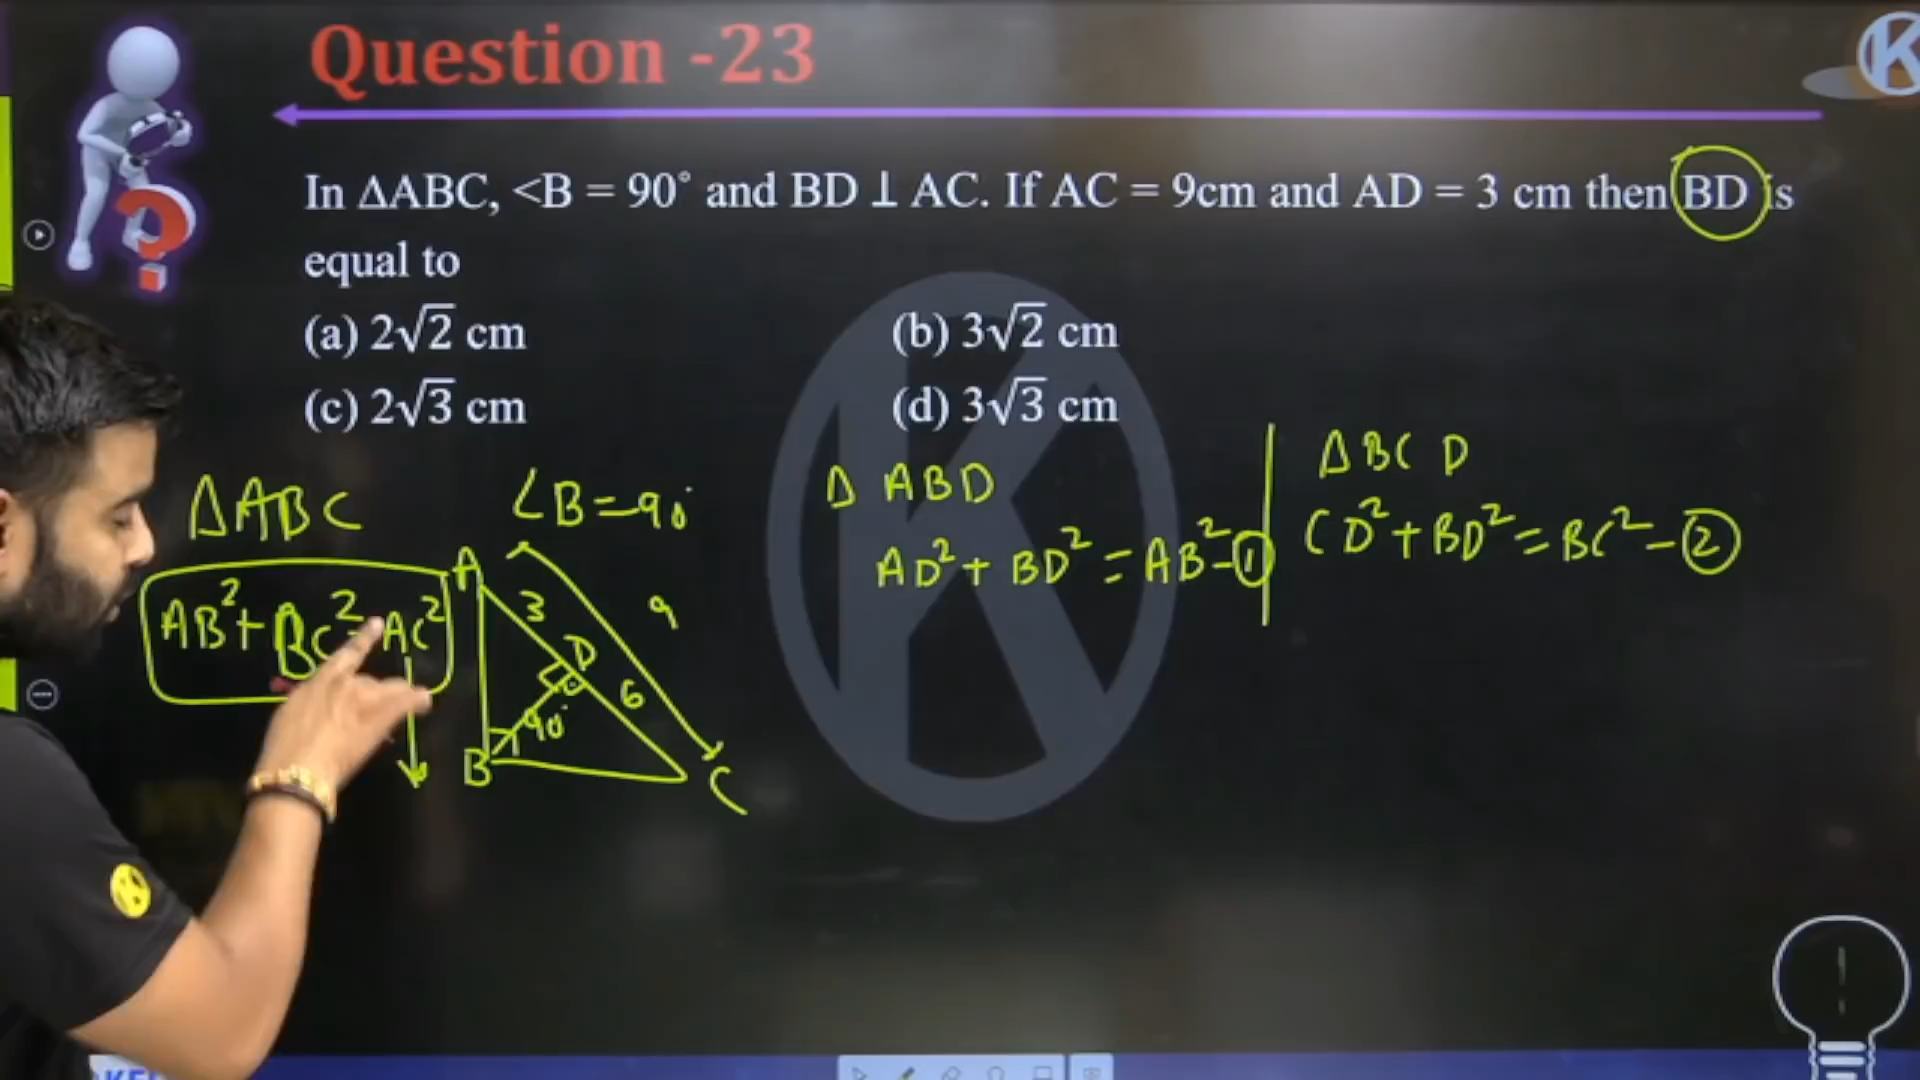 Question -23
In ΔABC, <B = 90° and BD ⊥ AC. If AC = 9cm and AD = 3 cm then BD is
equal to
(a) 2√2 cm
(b) 3√2 cm
(c) 2√3 cm
(d) 3√3 cm
ΔABC
∠B=90°
AB²+BC²=AC²
A
3
9
D
6
90°
B
C
Δ ABD
AD²+BD²=AB²-①
ΔBCD
CD²+BD²=BC²-②
K
K